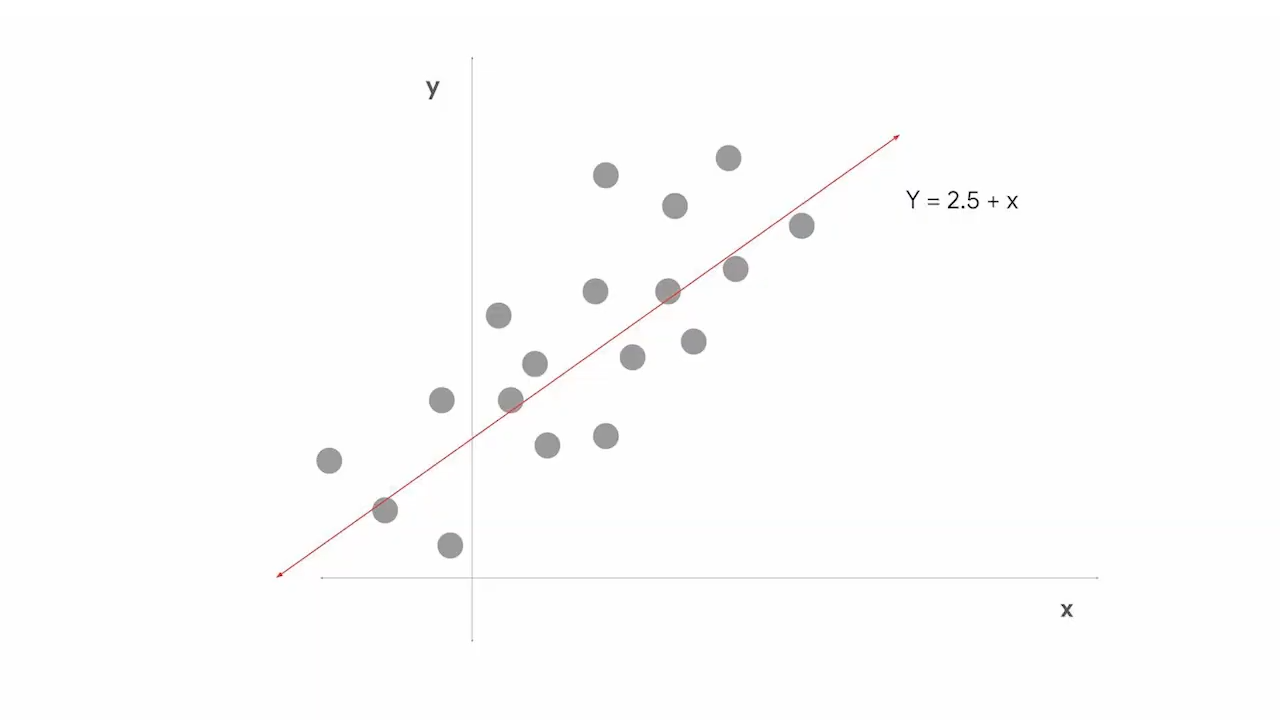 y
Y = 2.5 + x
x